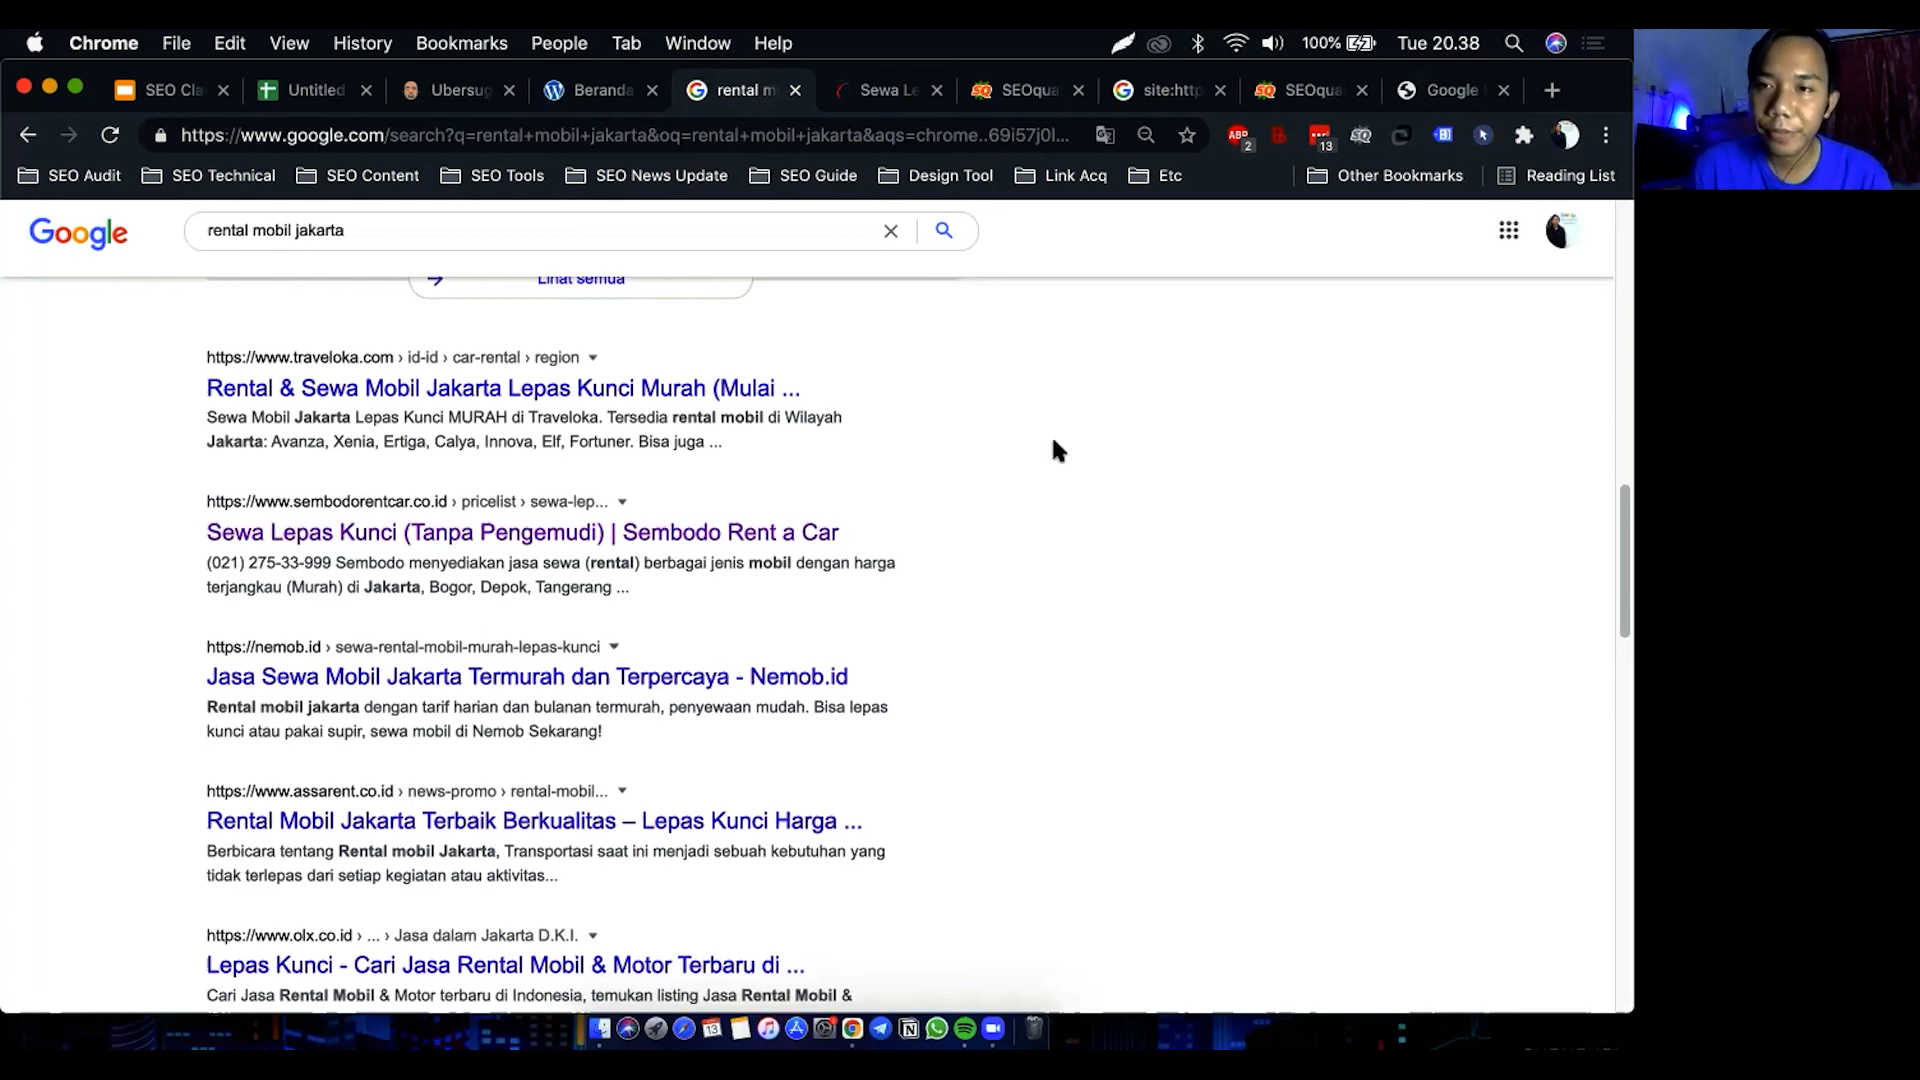 Chrome File Edit View History Bookmarks People Tab Window Help 100% Tue 20.38
SEO Cla Untitled Ubersug Beranda rental m Sewa Le SEOqua site:http SEOqua Google
https://www.google.com/search?q=rental+mobil+jakarta&oq=rental+mobil+jakarta&aqs=chrome..69i57j0l... ABP 2 13
SEO Audit SEO Technical SEO Content SEO Tools SEO News Update SEO Guide Design Tool Link Acq Etc Other Bookmarks Reading List
Google rental mobil jakarta
Lihat semua
https://www.traveloka.com › id-id › car-rental › region
Rental & Sewa Mobil Jakarta Lepas Kunci Murah (Mulai ...
Sewa Mobil Jakarta Lepas Kunci MURAH di Traveloka. Tersedia rental mobil di Wilayah
Jakarta: Avanza, Xenia, Ertiga, Calya, Innova, Elf, Fortuner. Bisa juga ...
https://www.sembodorentcar.co.id › pricelist › sewa-lep...
Sewa Lepas Kunci (Tanpa Pengemudi) | Sembodo Rent a Car
(021) 275-33-999 Sembodo menyediakan jasa sewa (rental) berbagai jenis mobil dengan harga
terjangkau (Murah) di Jakarta, Bogor, Depok, Tangerang ...
https://nemob.id › sewa-rental-mobil-murah-lepas-kunci
Jasa Sewa Mobil Jakarta Termurah dan Terpercaya - Nemob.id
Rental mobil jakarta dengan tarif harian dan bulanan termurah, penyewaan mudah. Bisa lepas
kunci atau pakai supir, sewa mobil di Nemob Sekarang!
https://www.assarent.co.id › news-promo › rental-mobil...
Rental Mobil Jakarta Terbaik Berkualitas – Lepas Kunci Harga ...
Berbicara tentang Rental mobil Jakarta, Transportasi saat ini menjadi sebuah kebutuhan yang
tidak terlepas dari setiap kegiatan atau aktivitas...
https://www.olx.co.id › ... › Jasa dalam Jakarta D.K.I.
Lepas Kunci - Cari Jasa Rental Mobil & Motor Terbaru di ...
Cari Jasa Rental Mobil & Motor terbaru di Indonesia, temukan listing Jasa Rental Mobil &